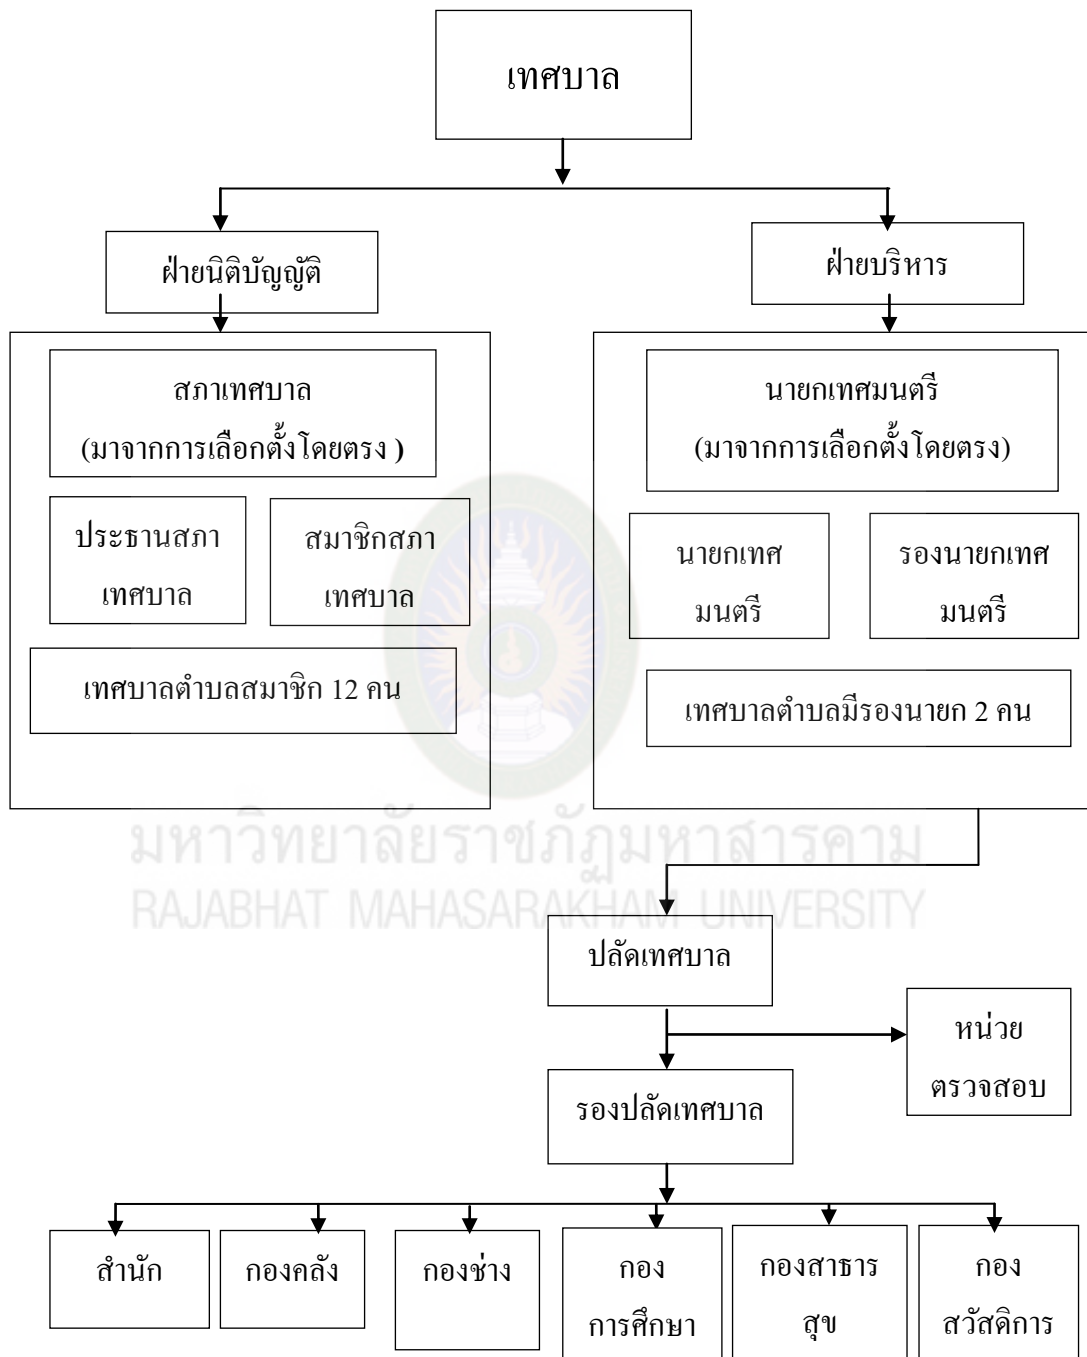 เทศบาล
ฝ่ายนิติบัญญัติ
ฝ่ายบริหาร
สภาเทศบาล
(มาจากการเลือกตั้งโดยตรง )
นายกเทศมนตรี
(มาจากการเลือกตั้งโดยตรง)
ประธานสภา
เทศบาล
สมาชิกสภา
เทศบาล
นายกเทศ
มนตรี
รองนายกเทศ
มนตรี
เทศบาลตำบลสมาชิก 12 คน
เทศบาลตำบลมีรองนายก 2 คน
มหาวิทยาลัยราชภัฏมหาสารคาม
RAJABHAT MAHASARAKHAM UNIVERSITY
ปลัดเทศบาล
หน่วย
ตรวจสอบ
รองปลัดเทศบาล
สำนัก
กองคลัง
กองช่าง
กอง
การศึกษา
กองสาธาร
สุข
กอง
สวัสดิการ